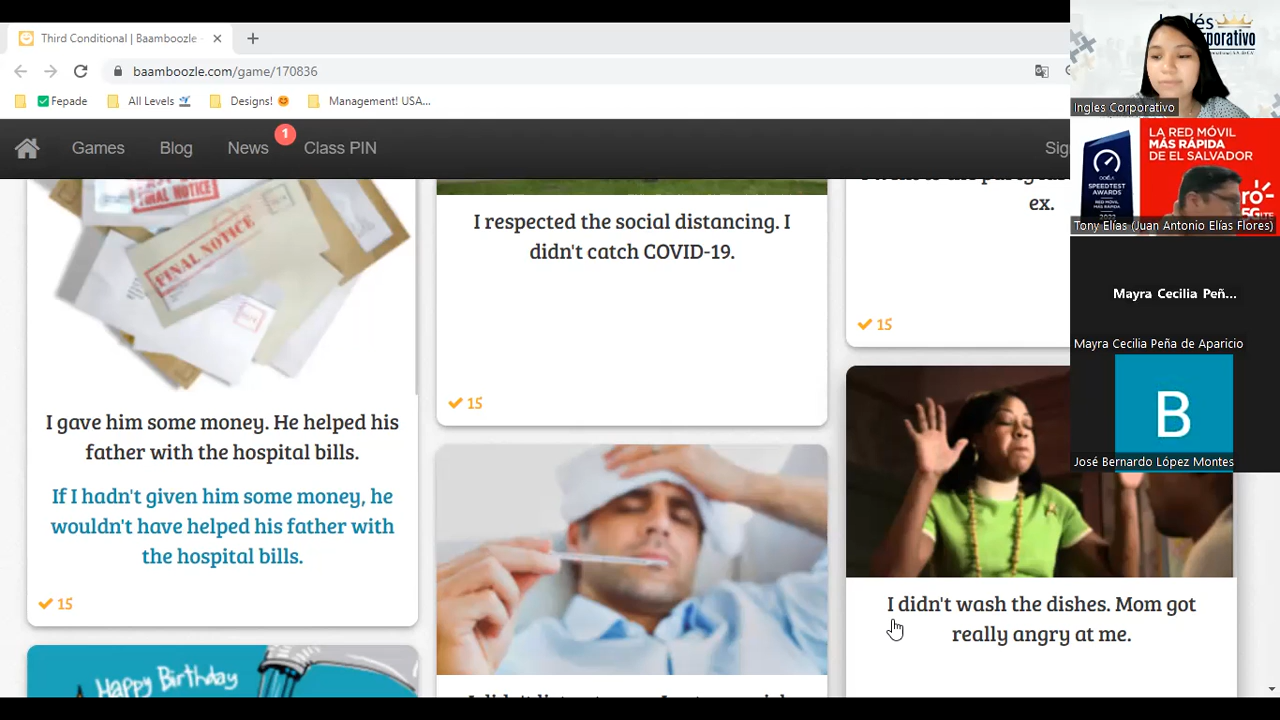 Third Conditional | Baamboozle
baamboozle.com/game/170836
Fepade
All Levels
Designs!
Management! USA...
Games
Blog
News
1
Class PIN
Sig
FINAL NOTICE
FINAL NOTICE
I gave him some money. He helped his
father with the hospital bills.
If I hadn't given him some money, he
wouldn't have helped his father with
the hospital bills.
15
Happy Birthday
I respected the social distancing. I
didn't catch COVID-19.
15
ex.
15
I didn't wash the dishes. Mom got
really angry at me.
Ingles Corporativo
LA RED MÓVIL
MÁS RÁPIDA
DE EL SALVADOR
SPEEDTEST
AWARDS
Tony Elías (Juan Antonio Elías Flores)
Mayra Cecilia Peñ...
Mayra Cecilia Peña de Aparicio
B
José Bernardo López Montes